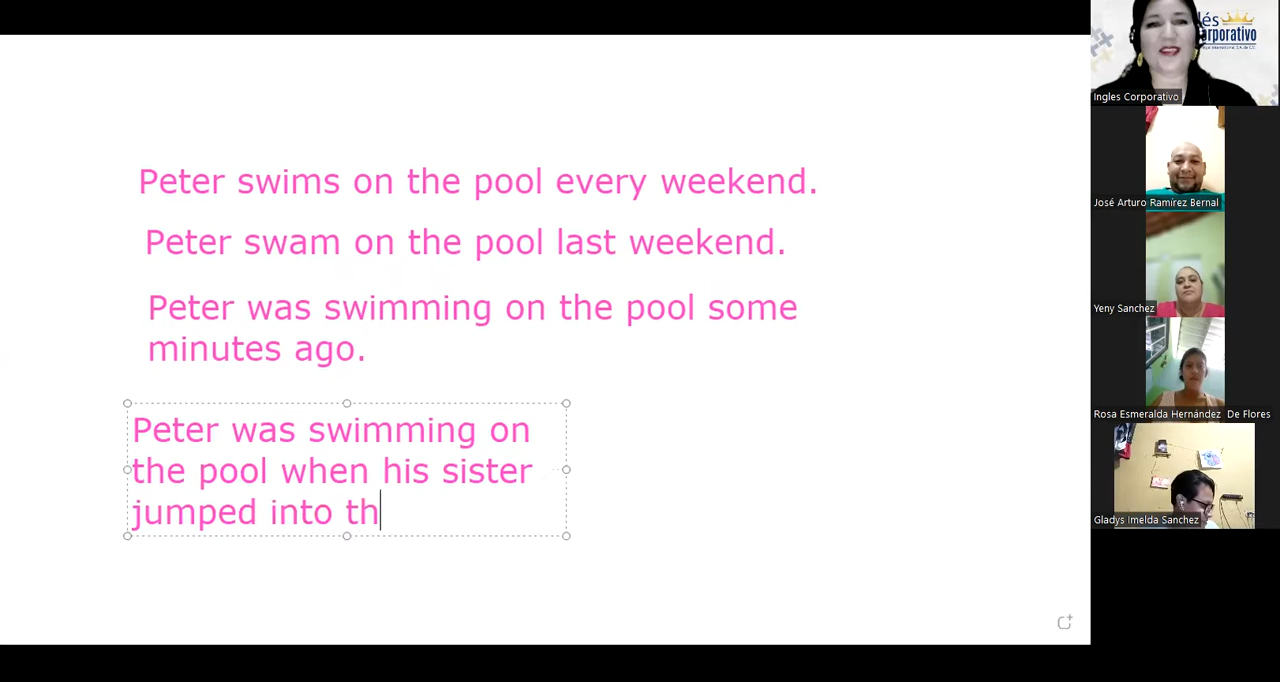 Peter swims on the pool every weekend.
Peter swam on the pool last weekend.
Peter was swimming on the pool some
minutes ago.
Peter was swimming on
the pool when his sister
jumped into th
és
orporativo
Ingles Corporativo
José Arturo Ramírez Bernal
Yeny Sanchez
Rosa Esmeralda Hernández De Flores
Gladys Imelda Sanchez